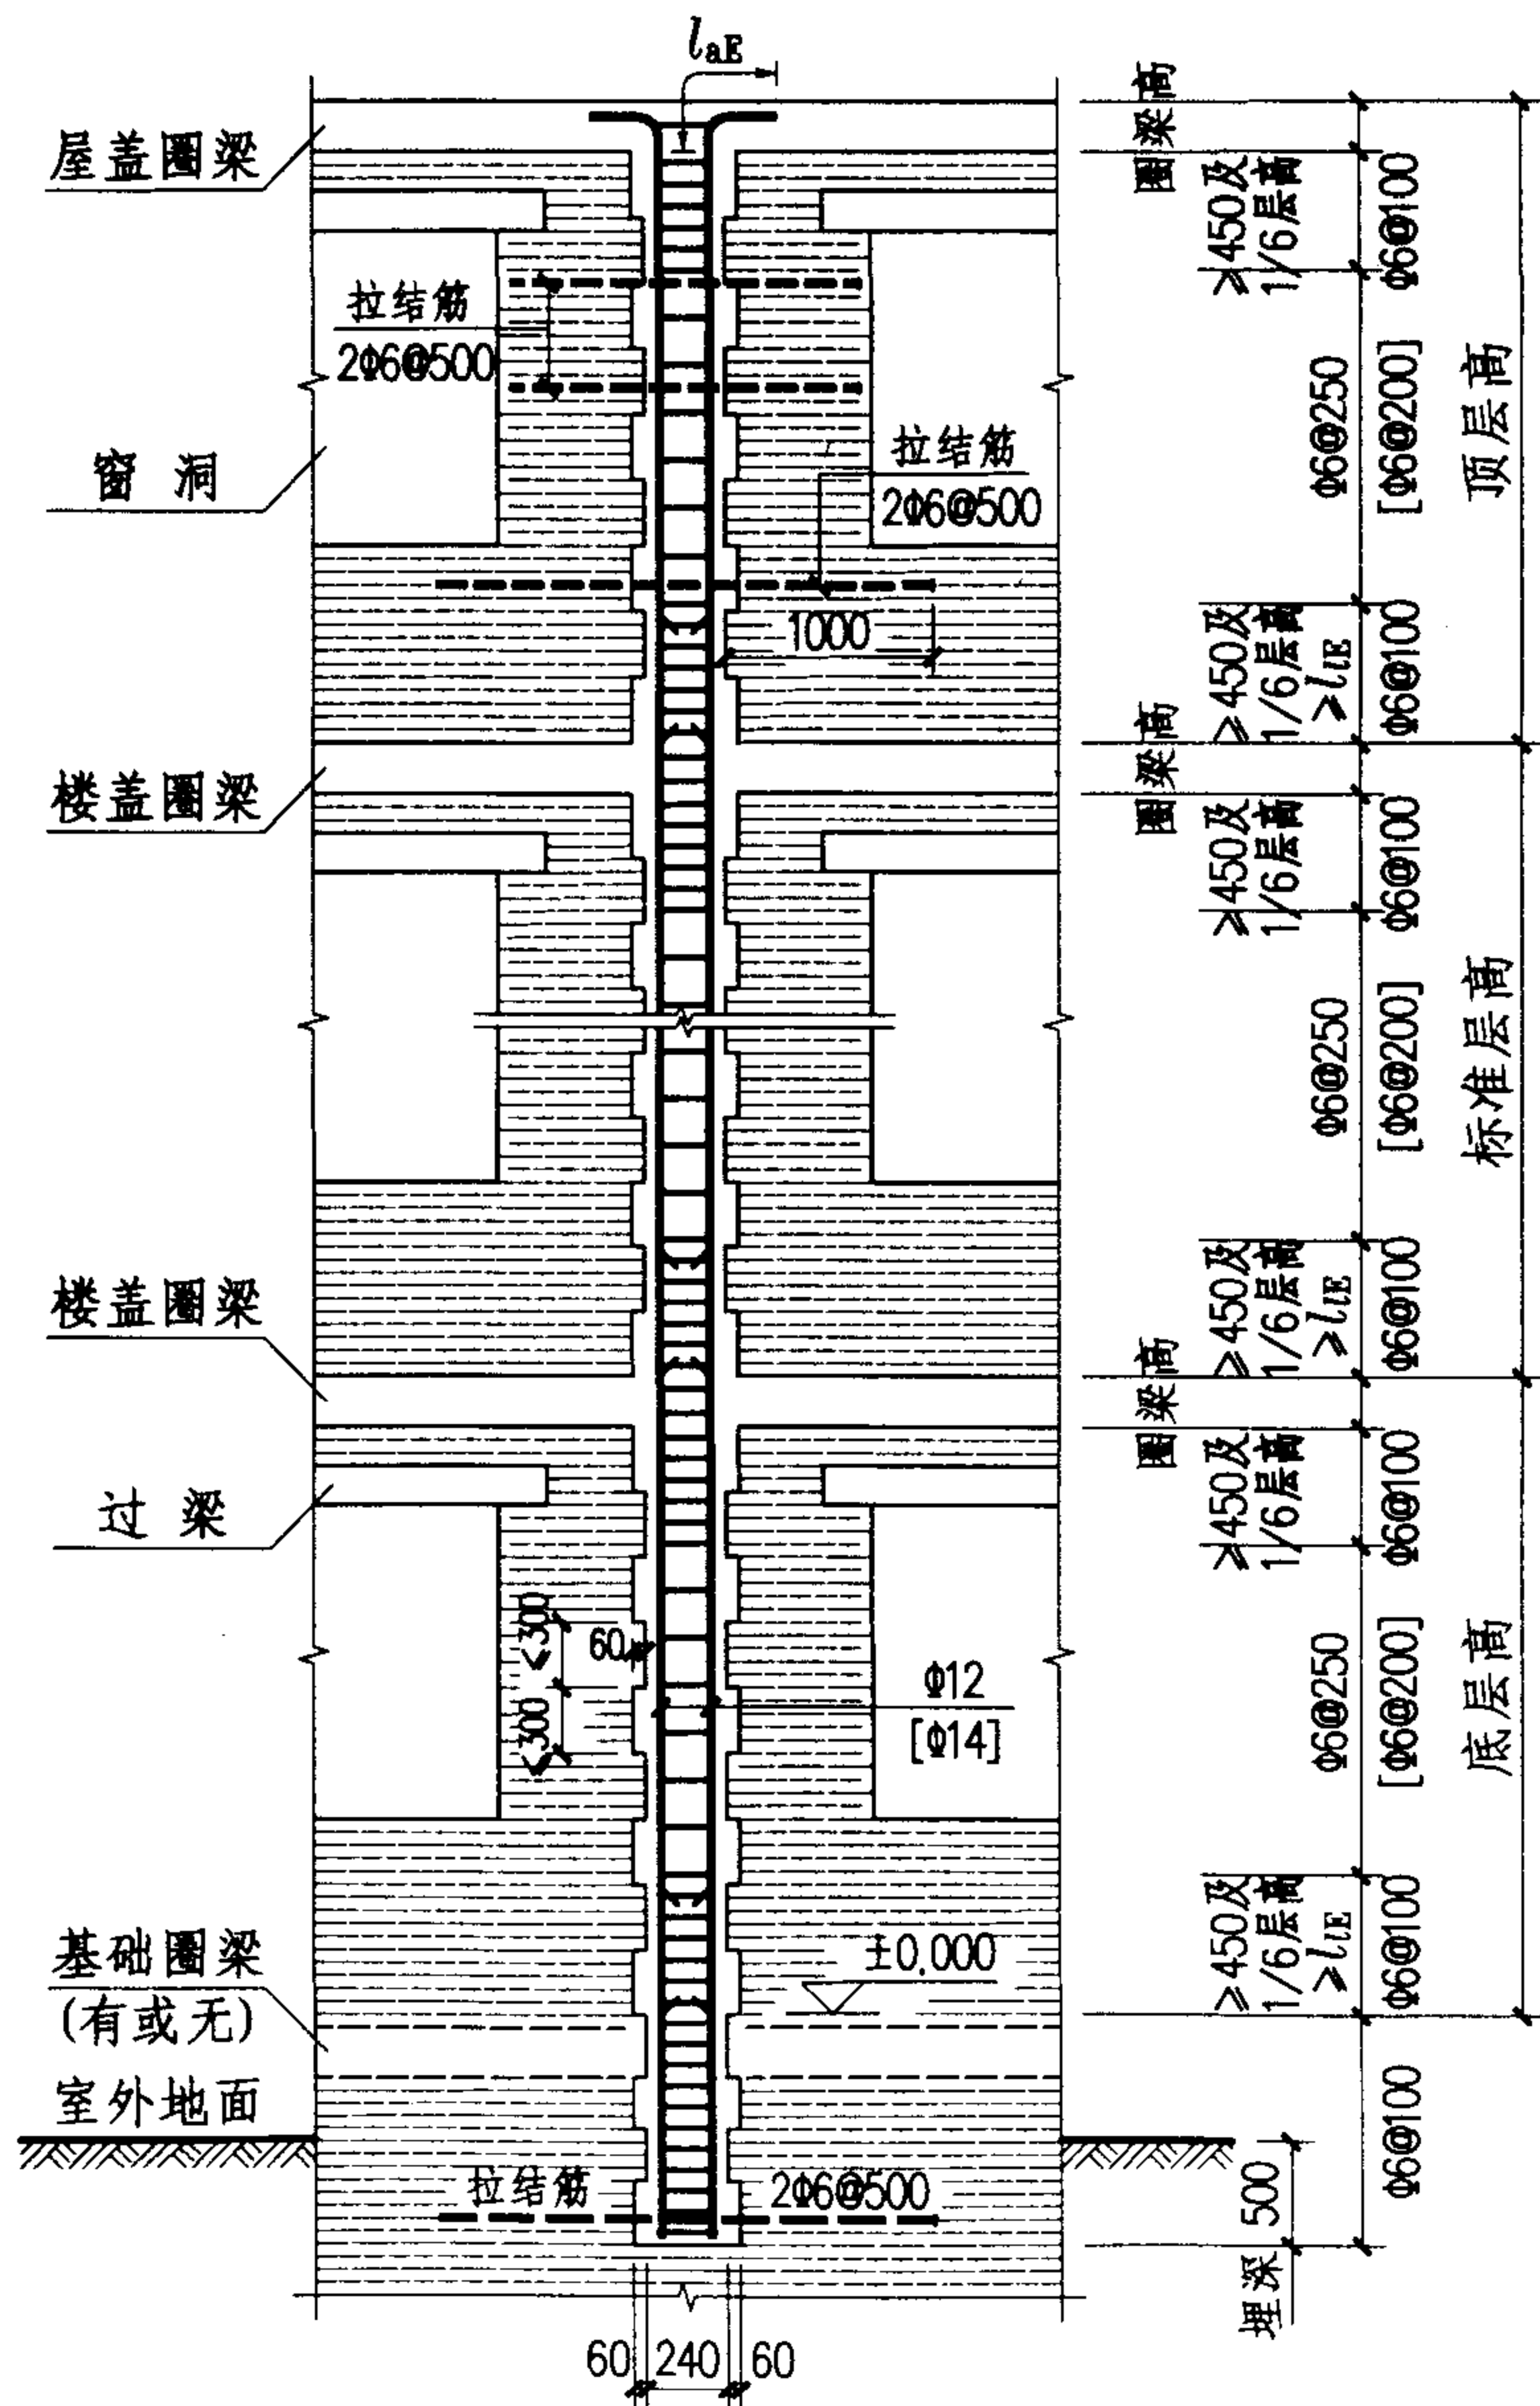 laE
屋盖圈梁
拉结筋
2Φ6@500
窗 洞
拉结筋
2Φ6@500
1000
楼盖圈梁
楼盖圈梁
过 梁
≤300
≤300
60
Φ12
[Φ14]
基础圈梁
(有或无)
室外地面
±0.000
拉结筋
2Φ6@500
60
240
60
圈梁高
≥450及
1/6层高
Φ6@100
Φ6@250
[Φ6@200]
顶层高
≥450及
1/6层高
≥llE
Φ6@100
圈梁高
≥450及
1/6层高
Φ6@100
Φ6@250
[Φ6@200]
标准层高
≥450及
1/6层高
≥llE
Φ6@100
圈梁高
≥450及
1/6层高
Φ6@100
Φ6@250
[Φ6@200]
底层高
≥450及
1/6层高
≥llE
Φ6@100
Φ6@100
埋深 500